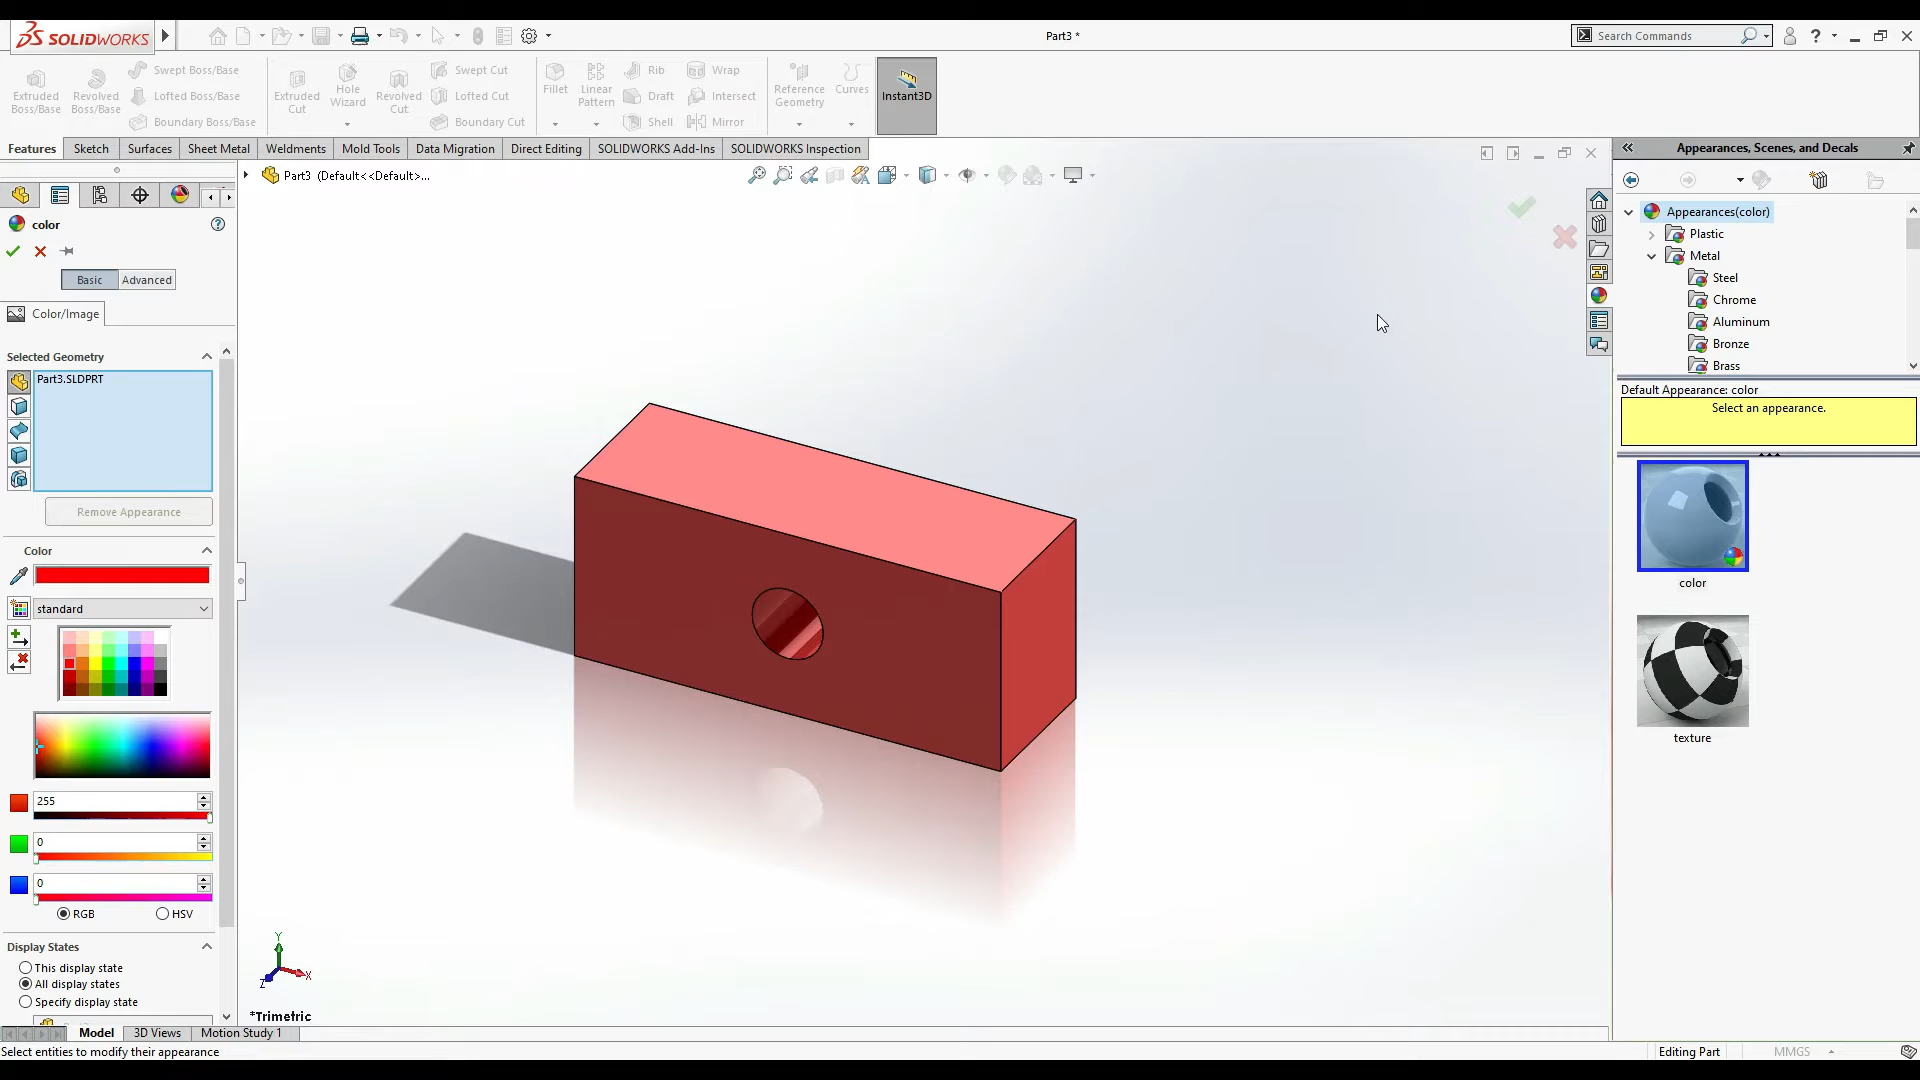 SOLIDWORKS
Part3 *
Search Commands
Extruded Boss/Base
Revolved Boss/Base
Swept Boss/Base
Lofted Boss/Base
Boundary Boss/Base
Extruded Cut
Hole Wizard
Revolved Cut
Swept Cut
Lofted Cut
Boundary Cut
Fillet
Linear Pattern
Rib
Draft
Shell
Wrap
Intersect
Mirror
Reference Geometry
Curves
Instant3D
Features
Sketch
Surfaces
Sheet Metal
Weldments
Mold Tools
Data Migration
Direct Editing
SOLIDWORKS Add-Ins
SOLIDWORKS Inspection
Appearances, Scenes, and Decals
Part3 (Default<<Default>...
color
Basic
Advanced
Color/Image
Selected Geometry
Part3.SLDPRT
Remove Appearance
Color
standard
255
0
0
RGB
HSV
Display States
This display state
All display states
Specify display state
Y
X
Z
*Trimetric
Appearances(color)
Plastic
Metal
Steel
Chrome
Aluminum
Bronze
Brass
Default Appearance: color
Select an appearance.
color
texture
Model
3D Views
Motion Study 1
Select entities to modify their appearance
Editing Part
MMGS